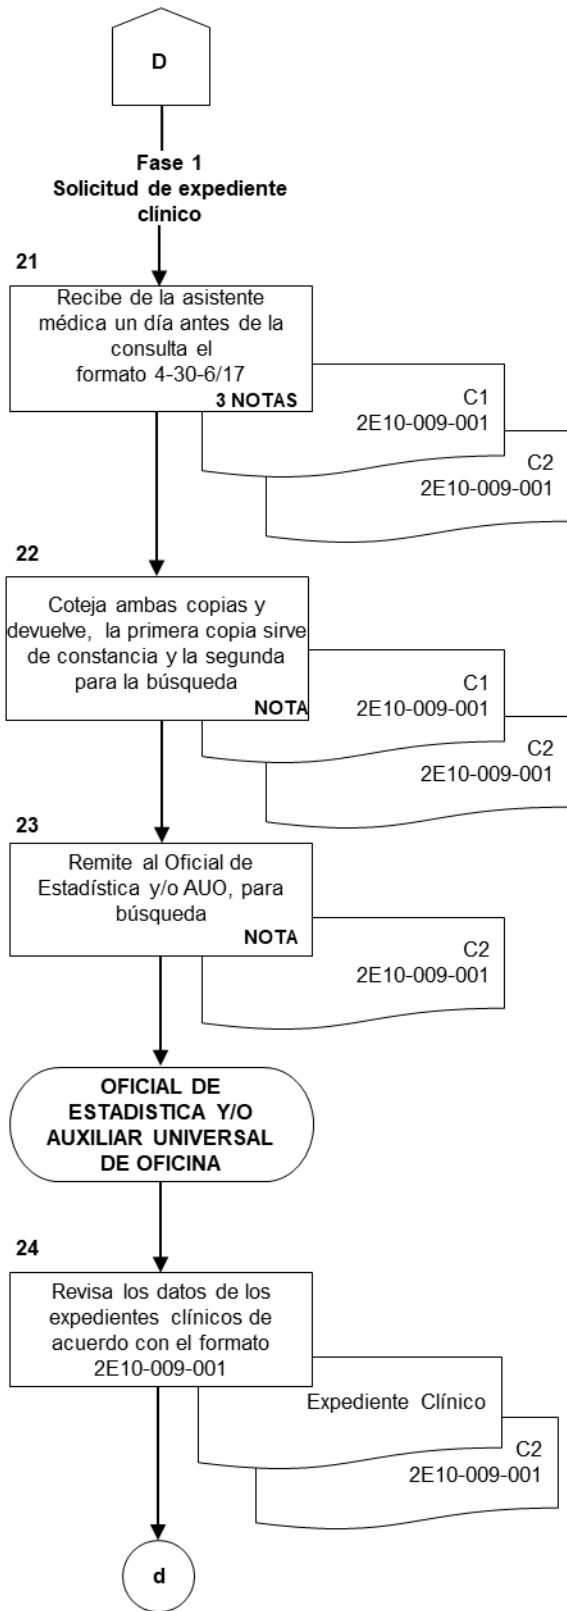 D
Fase 1
Solicitud de expediente
clínico
21
Recibe de la asistente
médica un día antes de la
consulta el
formato 4-30-6/17
3 NOTAS
C1
2E10-009-001
C2
2E10-009-001
22
Coteja ambas copias y
devuelve, la primera copia sirve
de constancia y la segunda
para la búsqueda
NOTA
C1
2E10-009-001
C2
2E10-009-001
23
Remite al Oficial de
Estadística y/o AUO, para
búsqueda
NOTA
C2
2E10-009-001
OFICIAL DE
ESTADISTICA Y/O
AUXILIAR UNIVERSAL
DE OFICINA
24
Revisa los datos de los
expedientes clínicos de
acuerdo con el formato
2E10-009-001
Expediente Clínico
C2
2E10-009-001
d